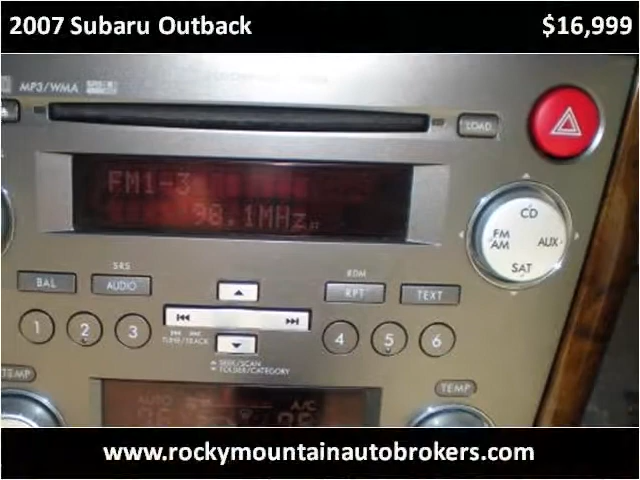 2007 Subaru Outback $16,999
MP3/WMA
LOAD
FM1-3
98.1MHz
CD
FM AUX
AM
SAT
SRS RDM
BAL AUDIO RPT TEXT
1 2 3 4 5 6
TUNE/TRACK
SEEK/SCAN
FOLDER/CATEGORY
TEMP TEMP
AUTO A/C
www.rockymountainautobrokers.com